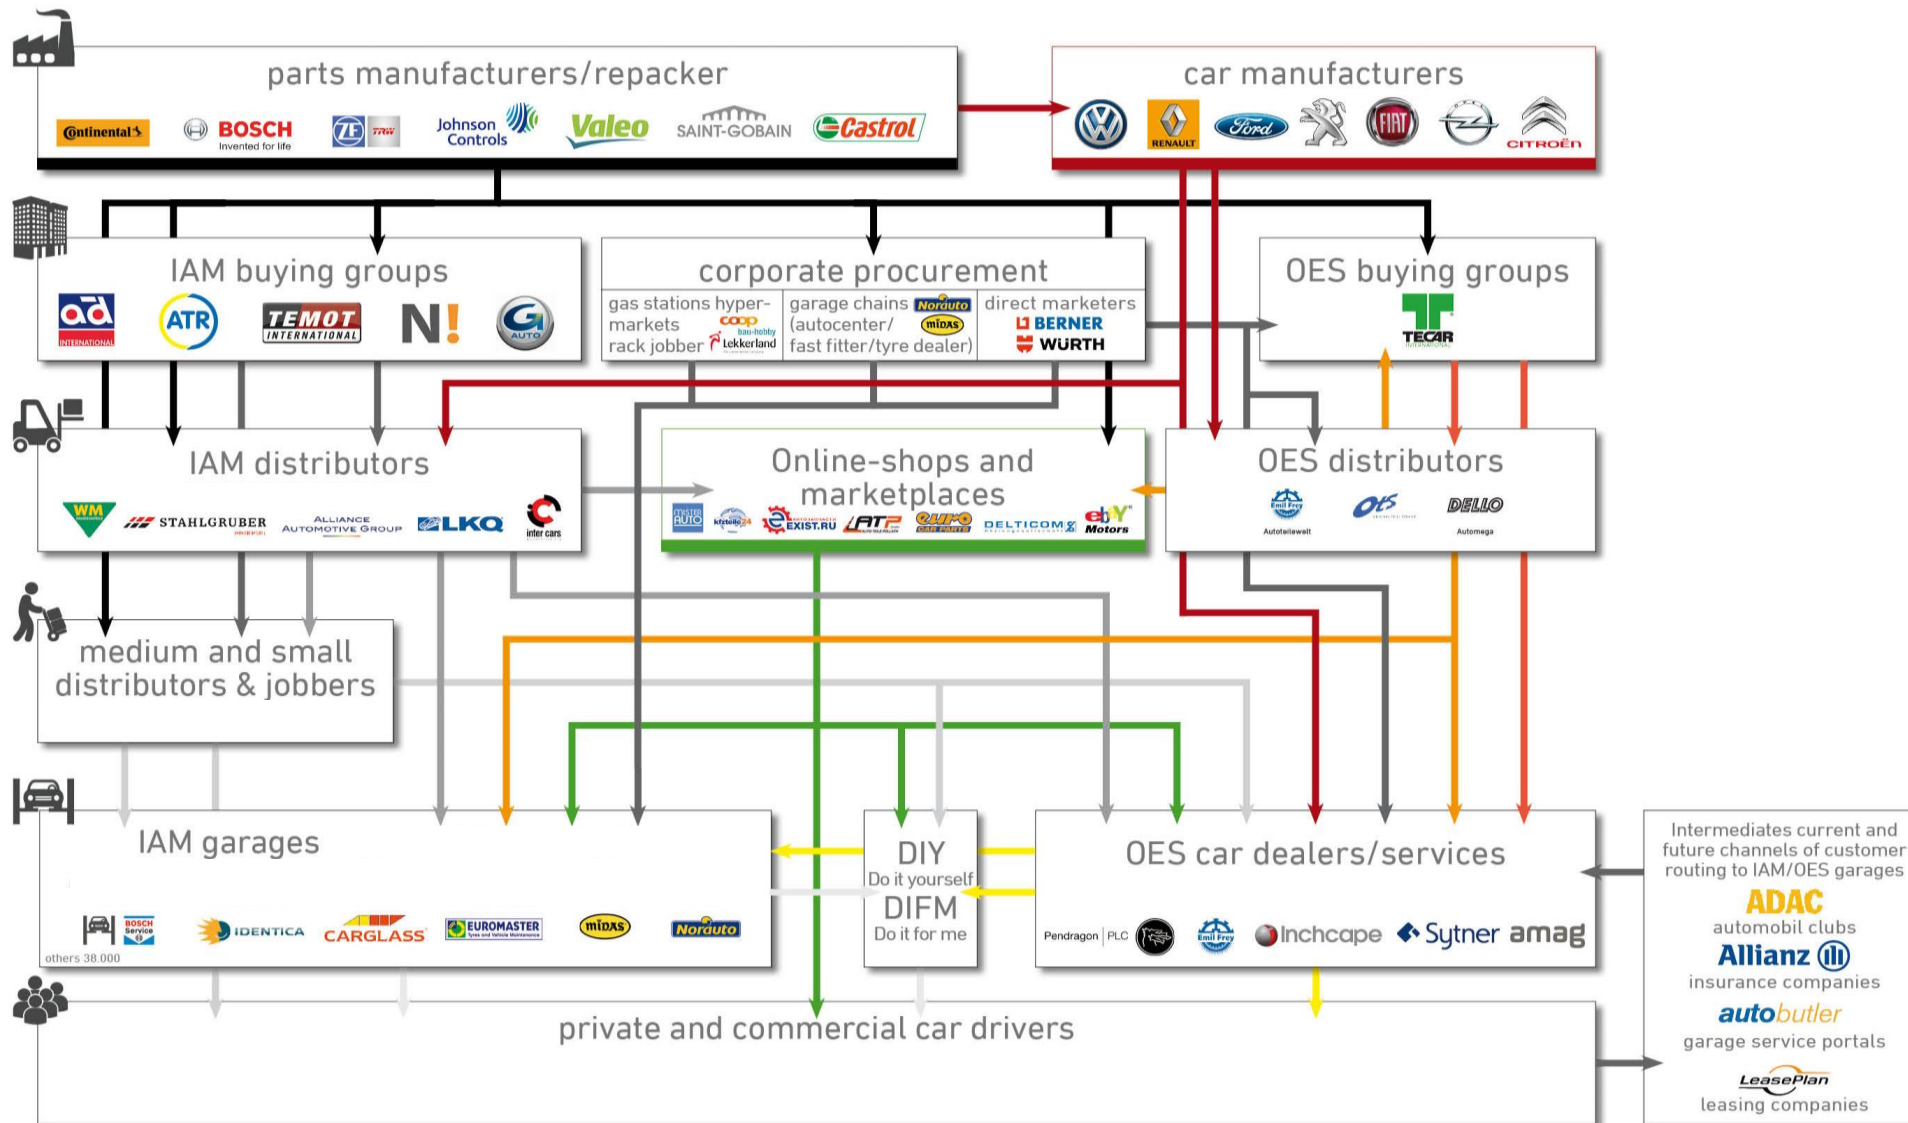 parts manufacturers/repacker
Continental
BOSCH
Invented for life
ZF
TRW
Johnson
Controls
Valeo
SAINT-GOBAIN
Castrol
car manufacturers
RENAULT
Ford
FIAT
CITROËN
IAM buying groups
ad
INTERNATIONAL
ATR
TEMOT
INTERNATIONAL
N!
G
AUTO
corporate procurement
gas stations hyper-
markets
rack jobber
coop
bau+hobby
Lekkerland
garage chains
(autocenter/
fast fitter/tyre dealer)
Norauto
MIDAS
direct marketers
BERNER
WÜRTH
OES buying groups
TECAR
INTERNATIONAL
IAM distributors
WM
STAHLGRUBER
ALLIANCE
AUTOMOTIVE GROUP
LKQ
inter cars
Online-shops and
marketplaces
MISTER
AUTO
kfzteile24
EXIST.RU
ATP
EURO
CAR PARTS
DELTICOM
ebay
Motors
OES distributors
Emil Frey
Autoteilewelt
OTS
DELLO
Automega
medium and small
distributors & jobbers
IAM garages
BOSCH
Service
IDENTICA
CARGLASS
EUROMASTER
Tyres and Vehicle Maintenance
MIDAS
Norauto
others 38.000
DIY
Do it yourself
DIFM
Do it for me
OES car dealers/services
Pendragon PLC
Emil Frey
Inchcape
Sytner
amag
Intermediates current and
future channels of customer
routing to IAM/OES garages
ADAC
automobil clubs
Allianz
insurance companies
autobutler
garage service portals
LeasePlan
leasing companies
private and commercial car drivers